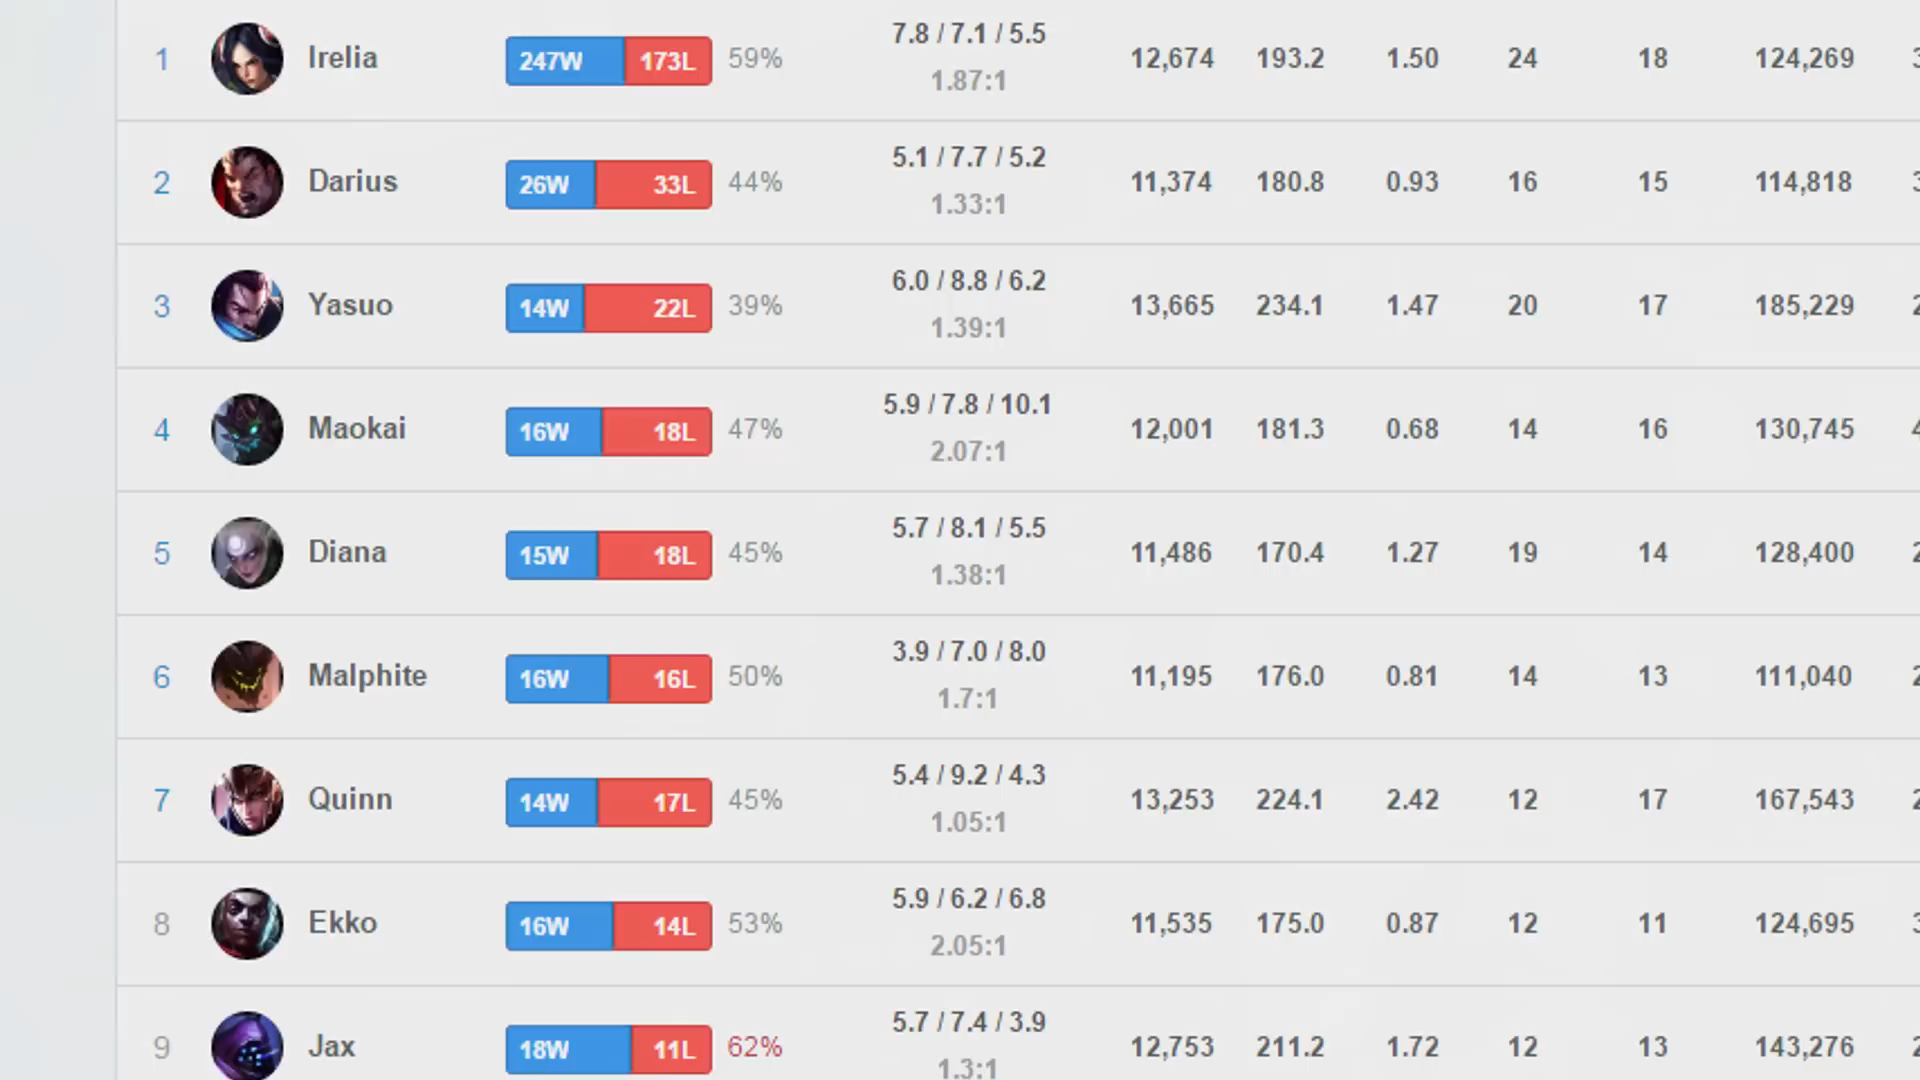 1 Irelia 247W 173L 59% 7.8 / 7.1 / 5.5 12,674 193.2 1.50 24 18 124,269
1.87:1
2 Darius 26W 33L 44% 5.1 / 7.7 / 5.2 11,374 180.8 0.93 16 15 114,818
1.33:1
3 Yasuo 14W 22L 39% 6.0 / 8.8 / 6.2 13,665 234.1 1.47 20 17 185,229
1.39:1
4 Maokai 16W 18L 47% 5.9 / 7.8 / 10.1 12,001 181.3 0.68 14 16 130,745
2.07:1
5 Diana 15W 18L 45% 5.7 / 8.1 / 5.5 11,486 170.4 1.27 19 14 128,400
1.38:1
6 Malphite 16W 16L 50% 3.9 / 7.0 / 8.0 11,195 176.0 0.81 14 13 111,040
1.7:1
7 Quinn 14W 17L 45% 5.4 / 9.2 / 4.3 13,253 224.1 2.42 12 17 167,543
1.05:1
8 Ekko 16W 14L 53% 5.9 / 6.2 / 6.8 11,535 175.0 0.87 12 11 124,695
2.05:1
9 Jax 18W 11L 62% 5.7 / 7.4 / 3.9 12,753 211.2 1.72 12 13 143,276
1.3:1